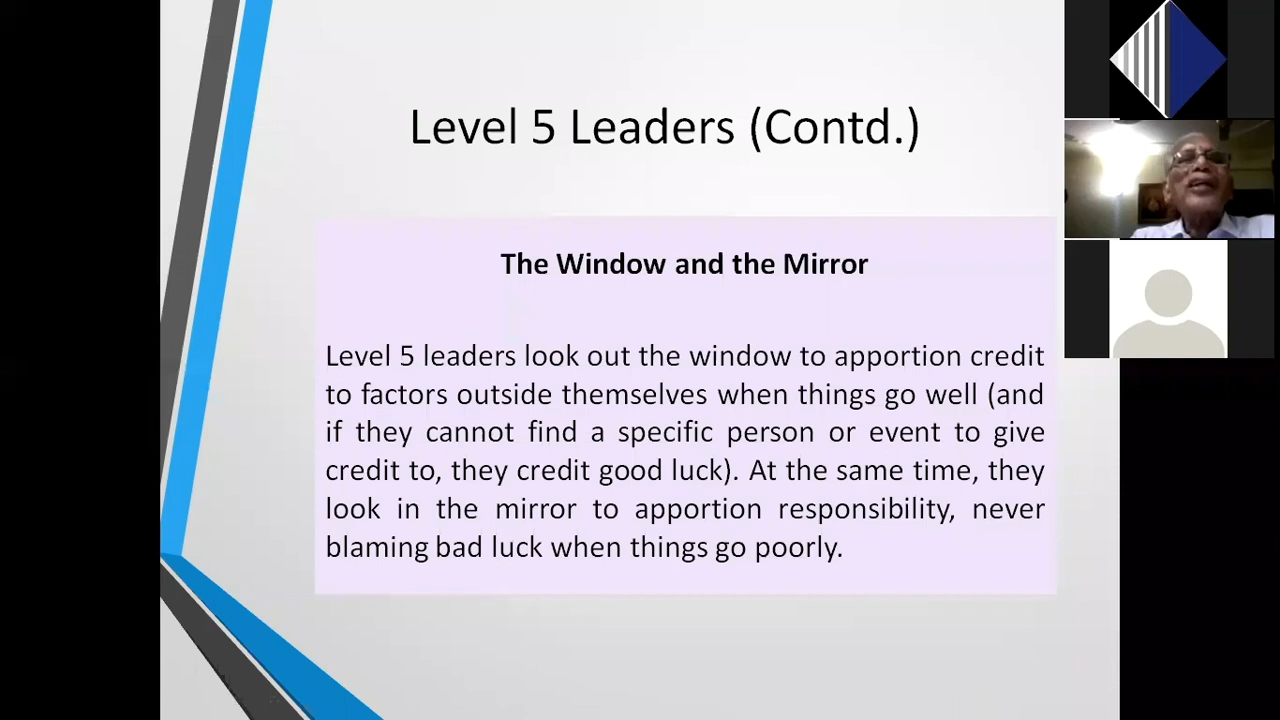 Level 5 Leaders (Contd.)
The Window and the Mirror
Level 5 leaders look out the window to apportion credit
to factors outside themselves when things go well (and
if they cannot find a specific person or event to give
credit to, they credit good luck). At the same time, they
look in the mirror to apportion responsibility, never
blaming bad luck when things go poorly.